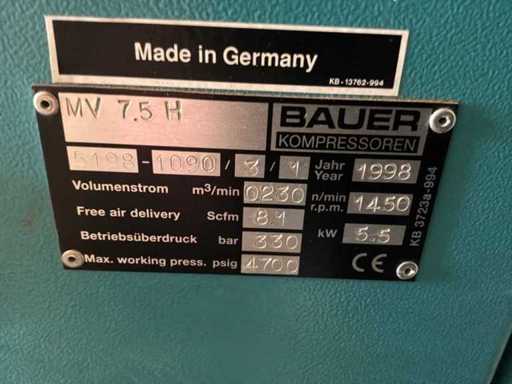 Made in Germany
KB-13762-994
MV 7.5 H
BAUER
KOMPRESSOREN
5198-1090/3/1 Jahr Year 1998
Volumenstrom m³/min 0230 n/min r.p.m. 1450
Free air delivery Scfm 8.1
Betriebsüberdruck bar 330 kW 5.5
Max. working press. psig 4700 CE
KB 3723a-994